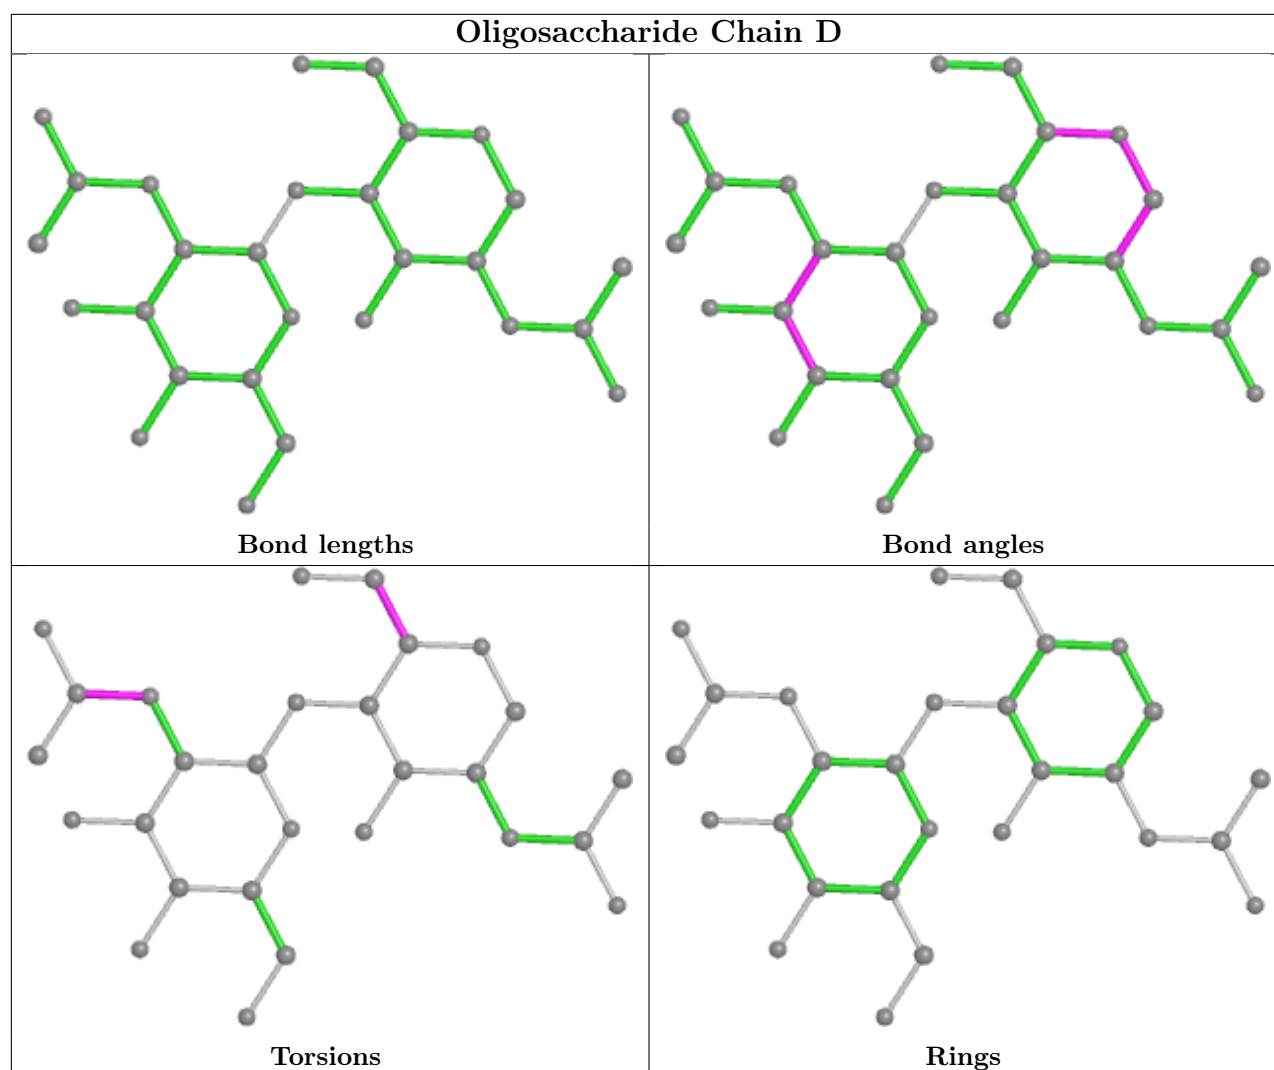 Oligosaccharide Chain D
Bond lengths
Bond angles
Torsions
Rings